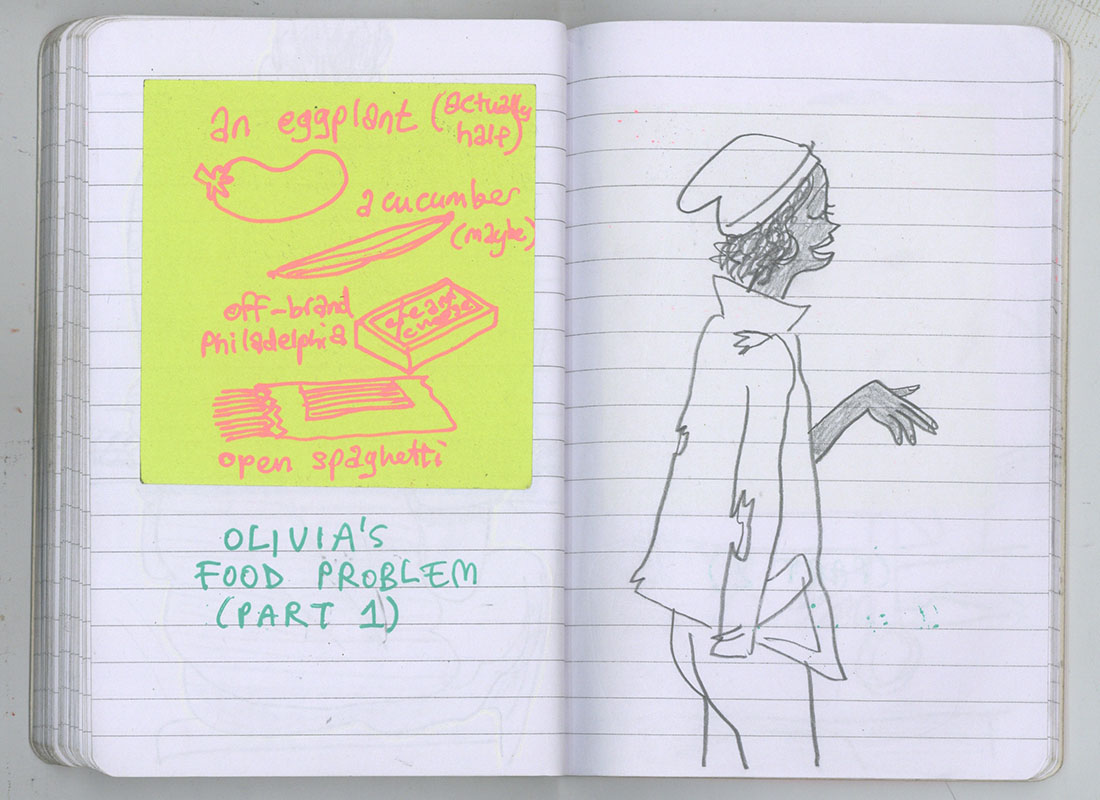 an eggplant (actually
half)
a cucumber
(maybe)
off-brand
Philadelphia
cream
cheese
open spaghetti
OLIVIA'S
FOOD PROBLEM
(PART 1)